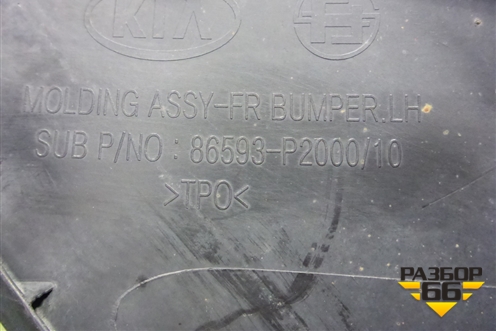 KIA
MOLDING ASSY-FR BUMPER.LH
SUB P/NO : 86593-P2000/10
>TPO<
РАЗБОР
66